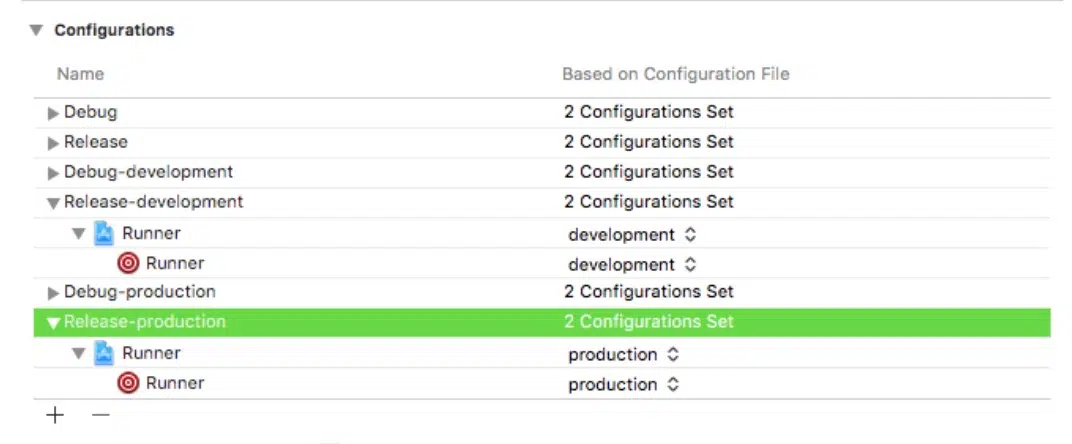 Configurations
Name Based on Configuration File
Debug 2 Configurations Set
Release 2 Configurations Set
Debug-development 2 Configurations Set
Release-development 2 Configurations Set
Runner development
Runner development
Debug-production 2 Configurations Set
Release-production 2 Configurations Set
Runner production
Runner production